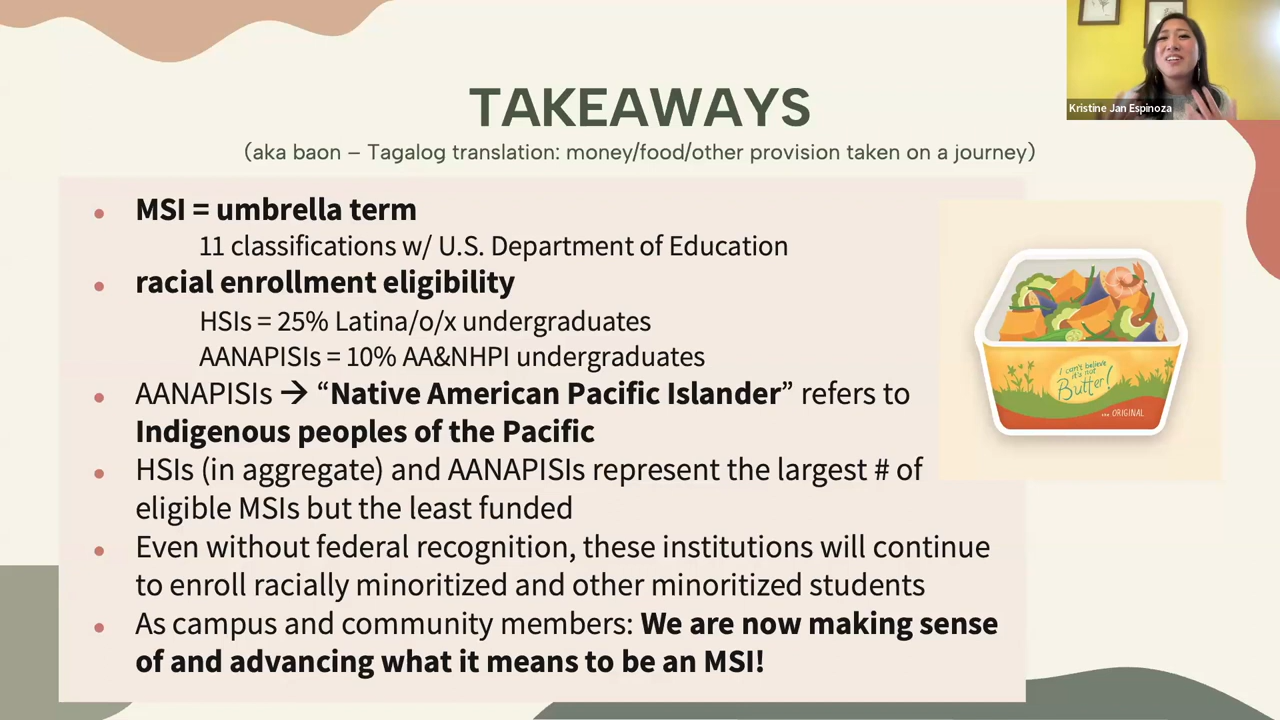 Kristine Jan Espinoza
TAKEAWAYS
(aka baon – Tagalog translation: money/food/other provision taken on a journey)
• MSI = umbrella term
11 classifications w/ U.S. Department of Education
• racial enrollment eligibility
HSIs = 25% Latina/o/x undergraduates
AANAPISIs = 10% AA&NHPI undergraduates
• AANAPISIs → “Native American Pacific Islander” refers to
Indigenous peoples of the Pacific
• HSIs (in aggregate) and AANAPISIs represent the largest # of
eligible MSIs but the least funded
• Even without federal recognition, these institutions will continue
to enroll racially minoritized and other minoritized students
• As campus and community members: We are now making sense
of and advancing what it means to be an MSI!
I can't believe
it's not
Butter!
ORIGINAL